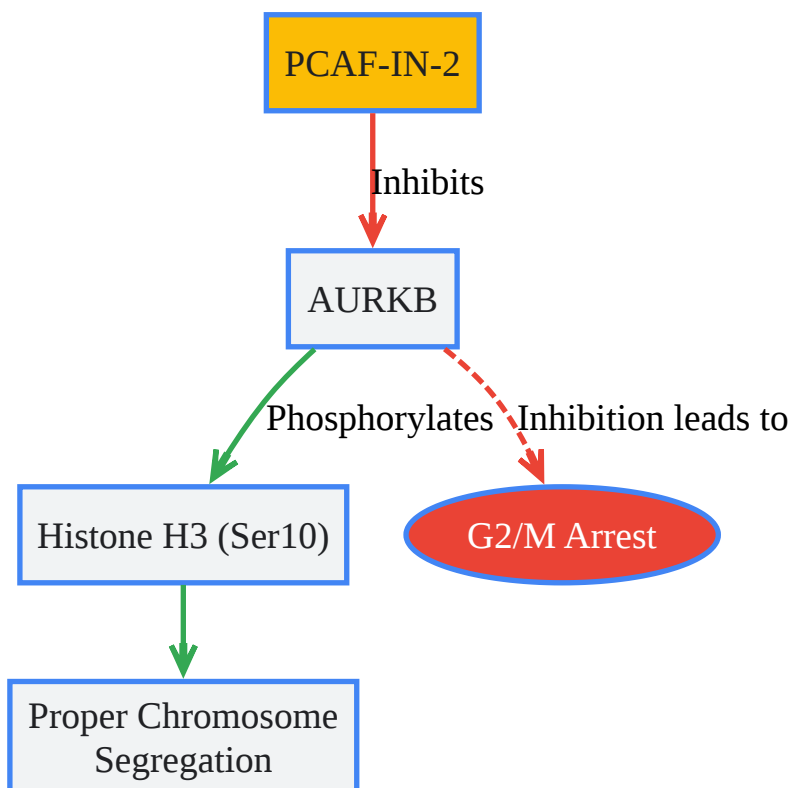 PCAF-IN-2
Inhibits
AURKB
Phosphorylates
Inhibition leads to
Histone H3 (Ser10)
G2/M Arrest
Proper Chromosome
Segregation